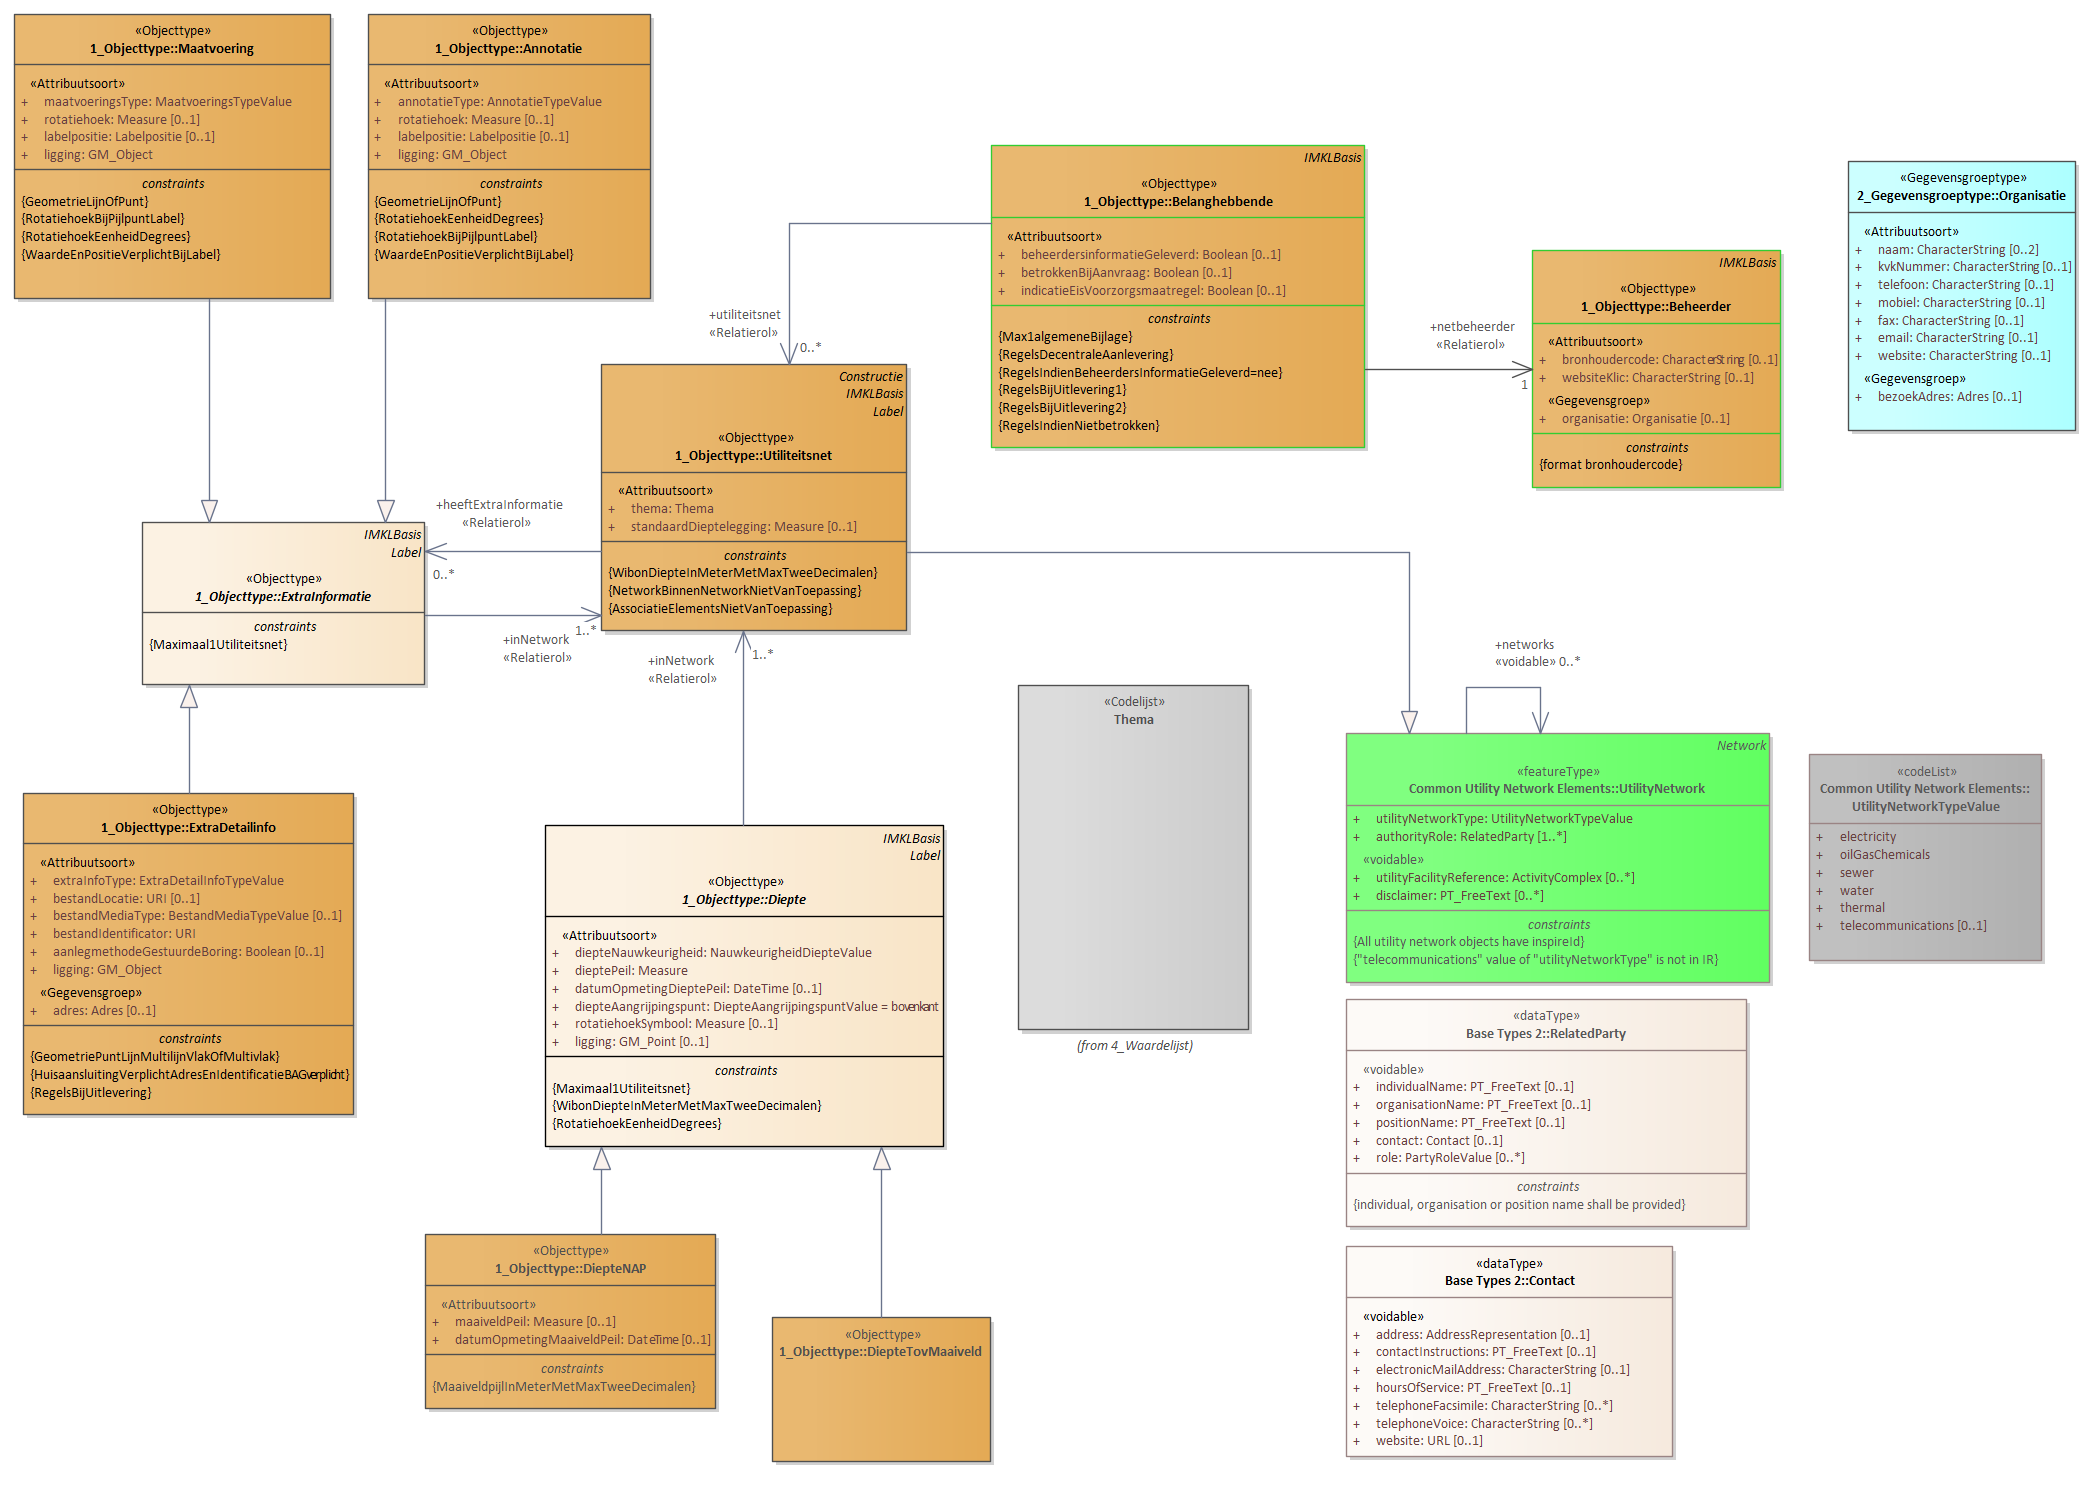 «Objecttype»
1_Objecttype::Maatvoering
«Attribuutsoort»
+ maatvoeringsType: MaatvoeringsTypeValue
+ rotatiehoek: Measure [0..1]
+ labelpositie: Labelpositie [0..1]
+ ligging: GM_Object
constraints
{GeometrieLijnOfPunt}
{RotatiehoekBijPijlpuntLabel}
{RotatiehoekEenheidDegrees}
{WaardeEnPositieVerplichtBijLabel}
«Objecttype»
1_Objecttype::Annotatie
«Attribuutsoort»
+ annotatieType: AnnotatieTypeValue
+ rotatiehoek: Measure [0..1]
+ labelpositie: Labelpositie [0..1]
+ ligging: GM_Object
constraints
{GeometrieLijnOfPunt}
{RotatiehoekEenheidDegrees}
{RotatiehoekBijPijlpuntLabel}
{WaardeEnPositieVerplichtBijLabel}
IMKLBasis
«Objecttype»
1_Objecttype::Belanghebbende
«Attribuutsoort»
+ beheerdersinformatieGeleverd: Boolean [0..1]
+ betrokkenBijAanvraag: Boolean [0..1]
+ indicatieEisVoorzorgsmaatregel: Boolean [0..1]
constraints
{Max1algemeneBijlage}
{RegelsDecentraleAanlevering}
{RegelsIndienBeheerdersInformatieGeleverd=nee}
{RegelsBijUitlevering1}
{RegelsBijUitlevering2}
{RegelsIndienNietbetrokken}
+netbeheerder
«Relatierol»
1
IMKLBasis
«Objecttype»
1_Objecttype::Beheerder
«Attribuutsoort»
+ bronhoudercode: CharacterString [0..1]
+ websiteKlic: CharacterString [0..1]
«Gegevensgroep»
+ organisatie: Organisatie [0..1]
constraints
{format bronhoudercode}
«Gegevensgroeptype»
2_Gegevensgroeptype::Organisatie
«Attribuutsoort»
+ naam: CharacterString [0..2]
+ kvkNummer: CharacterString [0..1]
+ telefoon: CharacterString [0..1]
+ mobiel: CharacterString [0..1]
+ fax: CharacterString [0..1]
+ email: CharacterString [0..1]
+ website: CharacterString [0..1]
«Gegevensgroep»
+ bezoekAdres: Adres [0..1]
+utiliteitsnet
«Relatierol»
0..*
Constructie
IMKLBasis
Label
«Objecttype»
1_Objecttype::Utiliteitsnet
«Attribuutsoort»
+ thema: Thema
+ standaardDieptelegging: Measure [0..1]
constraints
{WibonDiepteInMeterMetMaxTweeDecimalen}
{NetworkBinnenNetworkNietVanToepassing}
{AssociatieElementsNietVanToepassing}
+heeftExtraInformatie
«Relatierol»
0..*
IMKLBasis
Label
«Objecttype»
1_Objecttype::ExtraInformatie
constraints
{Maximaal1Utiliteitsnet}
1..*
+inNetwork
«Relatierol»
+inNetwork
«Relatierol»
1..*
«Objecttype»
1_Objecttype::ExtraDetailinfo
«Attribuutsoort»
+ extraInfoType: ExtraDetailInfoTypeValue
+ bestandLocatie: URI [0..1]
+ bestandMediaType: BestandMediaTypeValue [0..1]
+ bestandIdentificator: URI
+ aanlegmethodeGestuurdeBoring: Boolean [0..1]
+ ligging: GM_Object
«Gegevensgroep»
+ adres: Adres [0..1]
constraints
{GeometriePuntLijnMultilijnVlakOfMultivlak}
{HuisaansluitingVerplichtAdresEnIdentificatieBAGverplicht}
{RegelsBijUitlevering}
IMKLBasis
Label
«Objecttype»
1_Objecttype::Diepte
«Attribuutsoort»
+ diepteNauwkeurigheid: NauwkeurigheidDiepteValue
+ dieptePeil: Measure
+ datumOpmetingDieptePeil: DateTime [0..1]
+ diepteAangrijpingspunt: DiepteAangrijpingspuntValue = bovenkant
+ rotatiehoekSymbool: Measure [0..1]
+ ligging: GM_Point [0..1]
constraints
{Maximaal1Utiliteitsnet}
{WibonDiepteInMeterMetMaxTweeDecimalen}
{RotatiehoekEenheidDegrees}
«Objecttype»
1_Objecttype::DiepteNAP
«Attribuutsoort»
+ maaiveldPeil: Measure [0..1]
+ datumOpmetingMaaiveldPeil: DateTime [0..1]
constraints
{MaaiveldpijlInMeterMetMaxTweeDecimalen}
«Objecttype»
1_Objecttype::DiepteTovMaaiveld
«Codelijst»
Thema
(from 4_Waardelijst)
+networks
«voidable» 0..*
Network
«featureType»
Common Utility Network Elements::UtilityNetwork
+ utilityNetworkType: UtilityNetworkTypeValue
+ authorityRole: RelatedParty [1..*]
«voidable»
+ utilityFacilityReference: ActivityComplex [0..*]
+ disclaimer: PT_FreeText [0..*]
constraints
{All utility network objects have inspireId}
{"telecommunications" value of "utilityNetworkType" is not in IR}
«codeList»
Common Utility Network Elements::
UtilityNetworkTypeValue
+ electricity
+ oilGasChemicals
+ sewer
+ water
+ thermal
+ telecommunications [0..1]
«dataType»
Base Types 2::RelatedParty
«voidable»
+ individualName: PT_FreeText [0..1]
+ organisationName: PT_FreeText [0..1]
+ positionName: PT_FreeText [0..1]
+ contact: Contact [0..1]
+ role: PartyRoleValue [0..*]
constraints
{individual, organisation or position name shall be provided}
«dataType»
Base Types 2::Contact
«voidable»
+ address: AddressRepresentation [0..1]
+ contactInstructions: PT_FreeText [0..1]
+ electronicMailAddress: CharacterString [0..1]
+ hoursOfService: PT_FreeText [0..1]
+ telephoneFacsimile: CharacterString [0..*]
+ telephoneVoice: CharacterString [0..*]
+ website: URL [0..1]